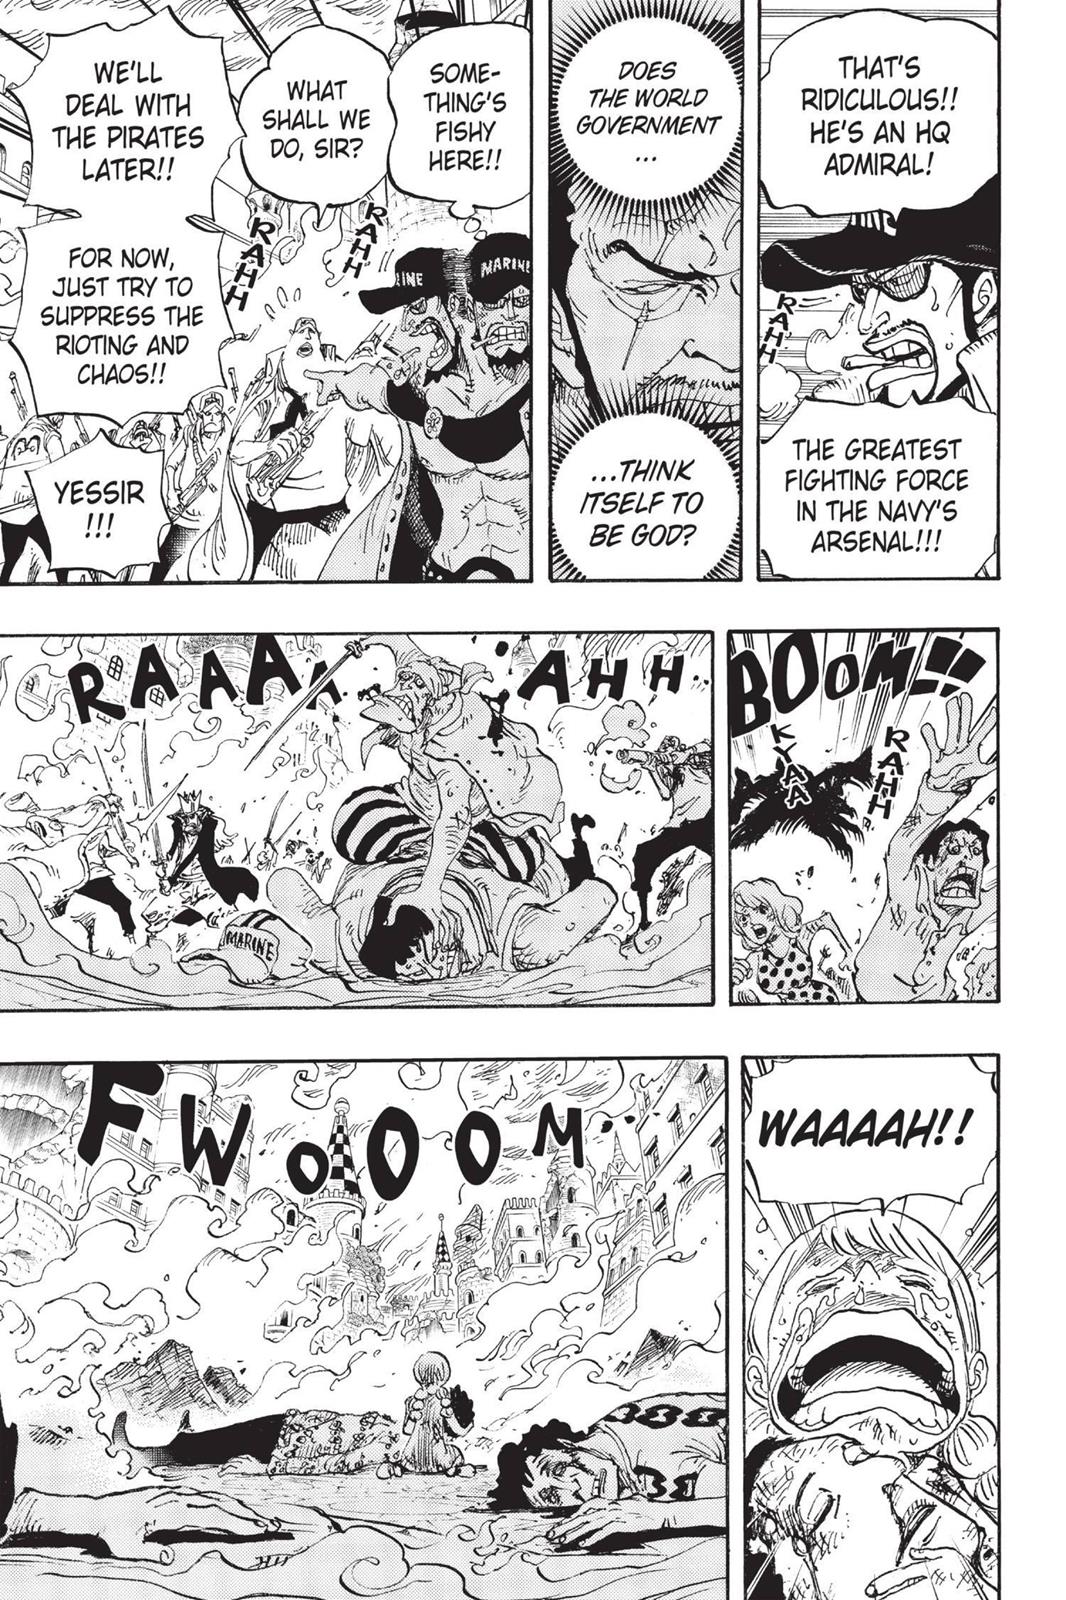 THAT'S
RIDICULOUS!!
HE'S AN HQ
ADMIRAL!
RAHH
THE GREATEST
FIGHTING FORCE
IN THE NAVY'S
ARSENAL!!!
DOES
THE WORLD
GOVERNMENT
...
...THINK
ITSELF TO
BE GOD?
SOME-
THING'S
FISHY
HERE!!
WHAT
SHALL WE
DO, SIR?
RAHH
RAHH
MARINE
LINE
WE'LL
DEAL WITH
THE PIRATES
LATER!!
FOR NOW,
JUST TRY TO
SUPPRESS THE
RIOTING AND
CHAOS!!
YESSIR
!!!
BOOM!!
KYAA
RAHH
RAAAA AHHH..
MARINE
WAAAAH!!
FWOOOM..